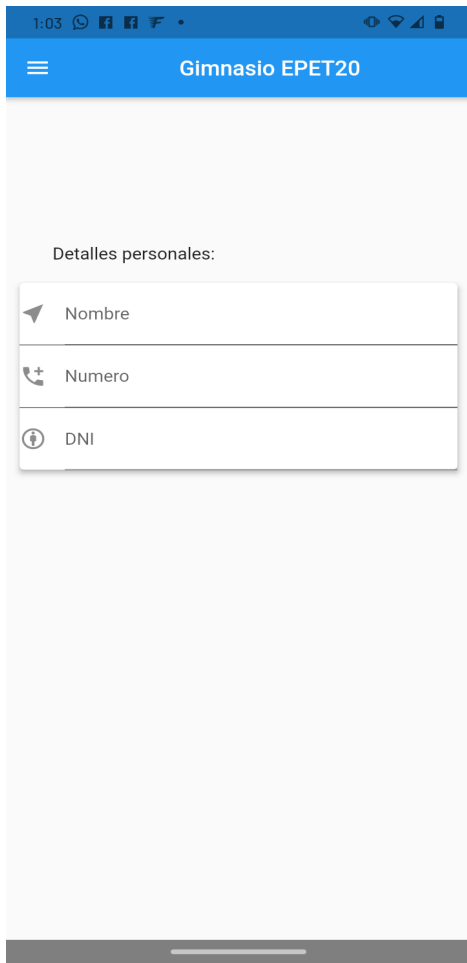 1:03
Gimnasio EPET20
Detalles personales:
Nombre
Numero
DNI